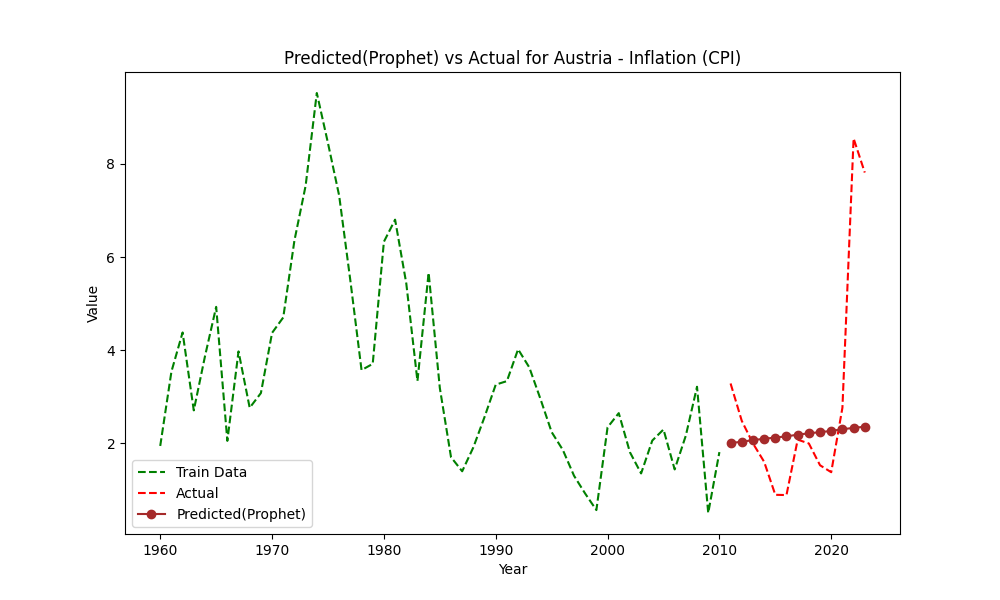 Predicted(Prophet) vs Actual for Austria - Inflation (CPI)
Value
8
6
4
2
Train Data
Actual
Predicted(Prophet)
1960 1970 1980 1990 2000 2010 2020
Year